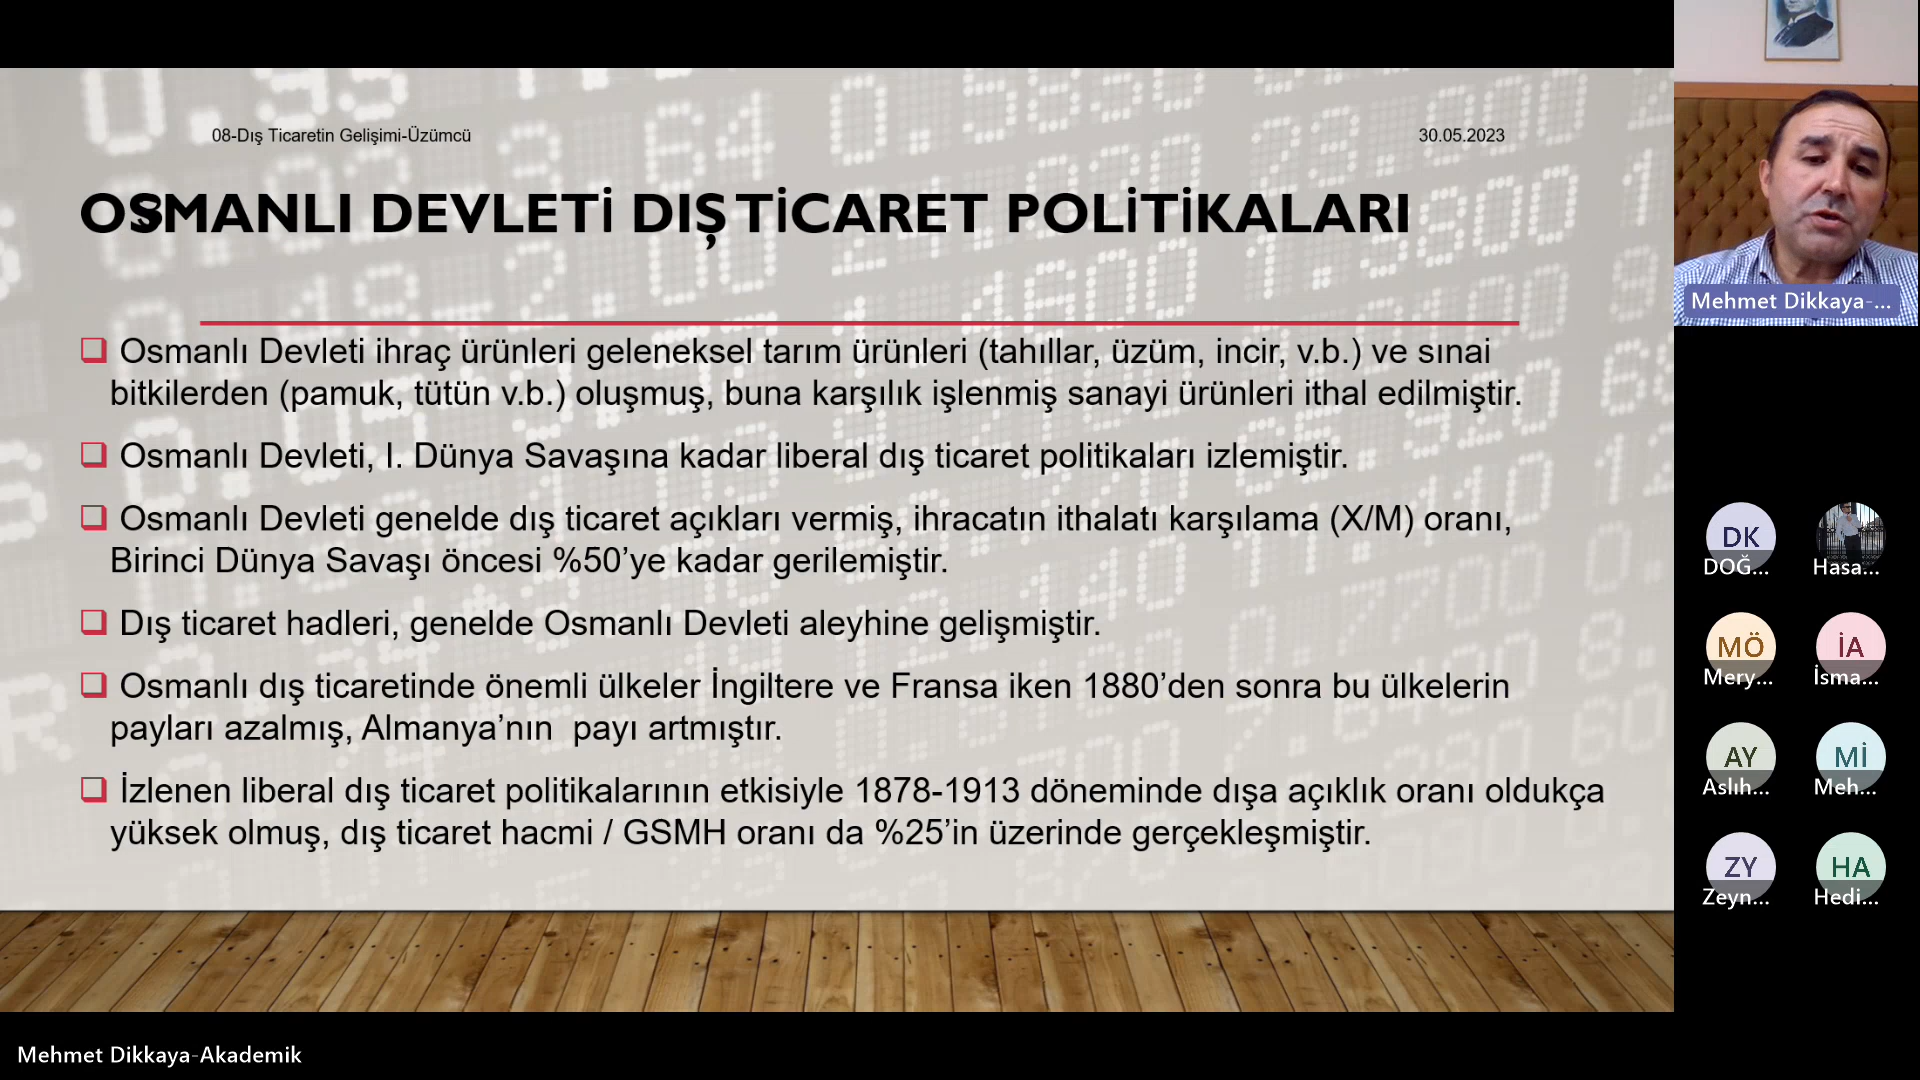 08-Dış Ticaretin Gelişimi-Üzümcü
30.05.2023
OSMANLI DEVLETİ DIŞ TİCARET POLİTİKALARI
Osmanlı Devleti ihraç ürünleri geleneksel tarım ürünleri (tahıllar, üzüm, incir, v.b.) ve sınai
bitkilerden (pamuk, tütün v.b.) oluşmuş, buna karşılık işlenmiş sanayi ürünleri ithal edilmiştir.
Osmanlı Devleti, I. Dünya Savaşına kadar liberal dış ticaret politikaları izlemiştir.
Osmanlı Devleti genelde dış ticaret açıkları vermiş, ihracatın ithalatı karşılama (X/M) oranı,
Birinci Dünya Savaşı öncesi %50’ye kadar gerilemiştir.
Dış ticaret hadleri, genelde Osmanlı Devleti aleyhine gelişmiştir.
Osmanlı dış ticaretinde önemli ülkeler İngiltere ve Fransa iken 1880’den sonra bu ülkelerin
payları azalmış, Almanya’nın payı artmıştır.
İzlenen liberal dış ticaret politikalarının etkisiyle 1878-1913 döneminde dışa açıklık oranı oldukça
yüksek olmuş, dış ticaret hacmi / GSMH oranı da %25’in üzerinde gerçekleşmiştir.
Mehmet Dikkaya-...
DK
DOĞ...
Hasa...
MÖ
Mery...
İA
İsma...
AY
Aslıh...
Mİ
Meh...
ZY
Zeyn...
HA
Hedi...
Mehmet Dikkaya-Akademik